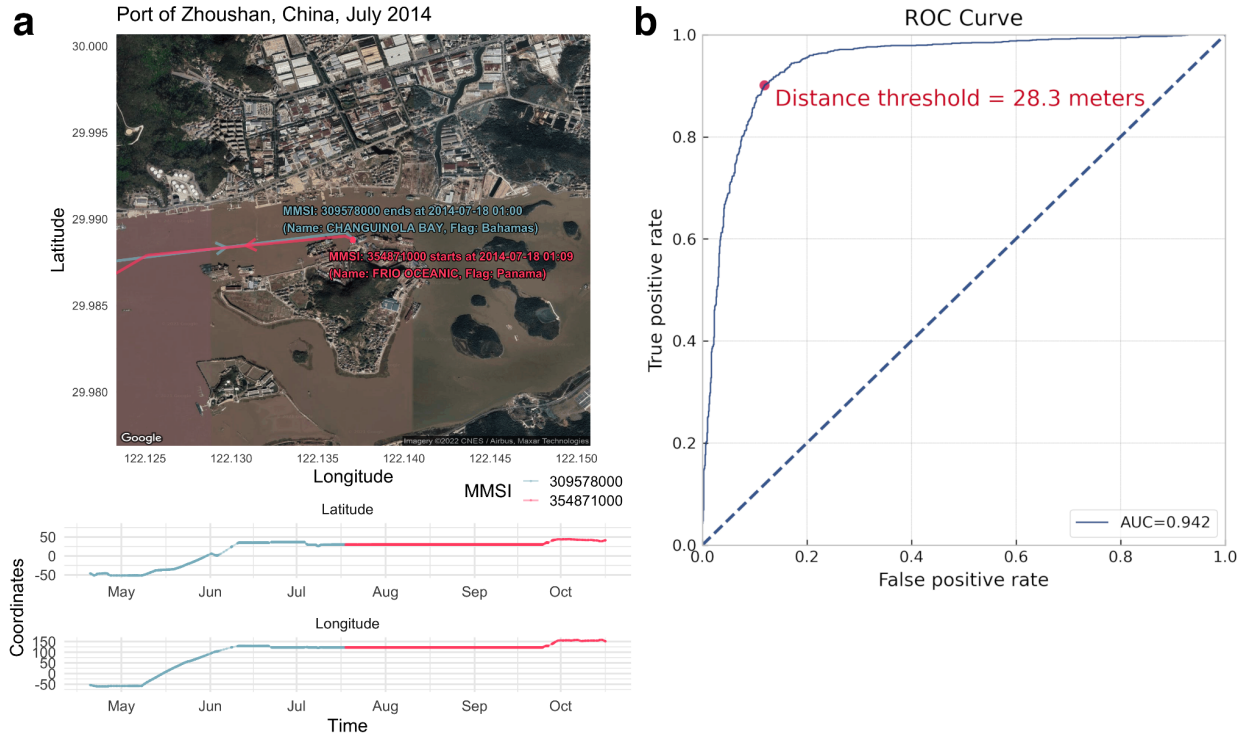 a
Port of Zhoushan, China, July 2014
30.000
29.995
29.990
29.985
29.980
Latitude
MMSI: 309578000 ends at 2014-07-18 01:00
(Name: CHANGUINOLA BAY, Flag: Bahamas)
MMSI: 354871000 starts at 2014-07-18 01:09
(Name: FRIO OCEANIC, Flag: Panama)
Google
Imagery ©2022 CNES / Airbus, Maxar Technologies
122.125 122.130 122.135 122.140 122.145 122.150
Longitude
MMSI
309578000
354871000
Latitude
50
0
-50
May Jun Jul Aug Sep Oct
Coordinates
Longitude
150
100
50
0
-50
May Jun Jul Aug Sep Oct
Time
b
ROC Curve
1.0
0.8
0.6
0.4
0.2
0.0
True positive rate
Distance threshold = 28.3 meters
AUC=0.942
0.0 0.2 0.4 0.6 0.8 1.0
False positive rate